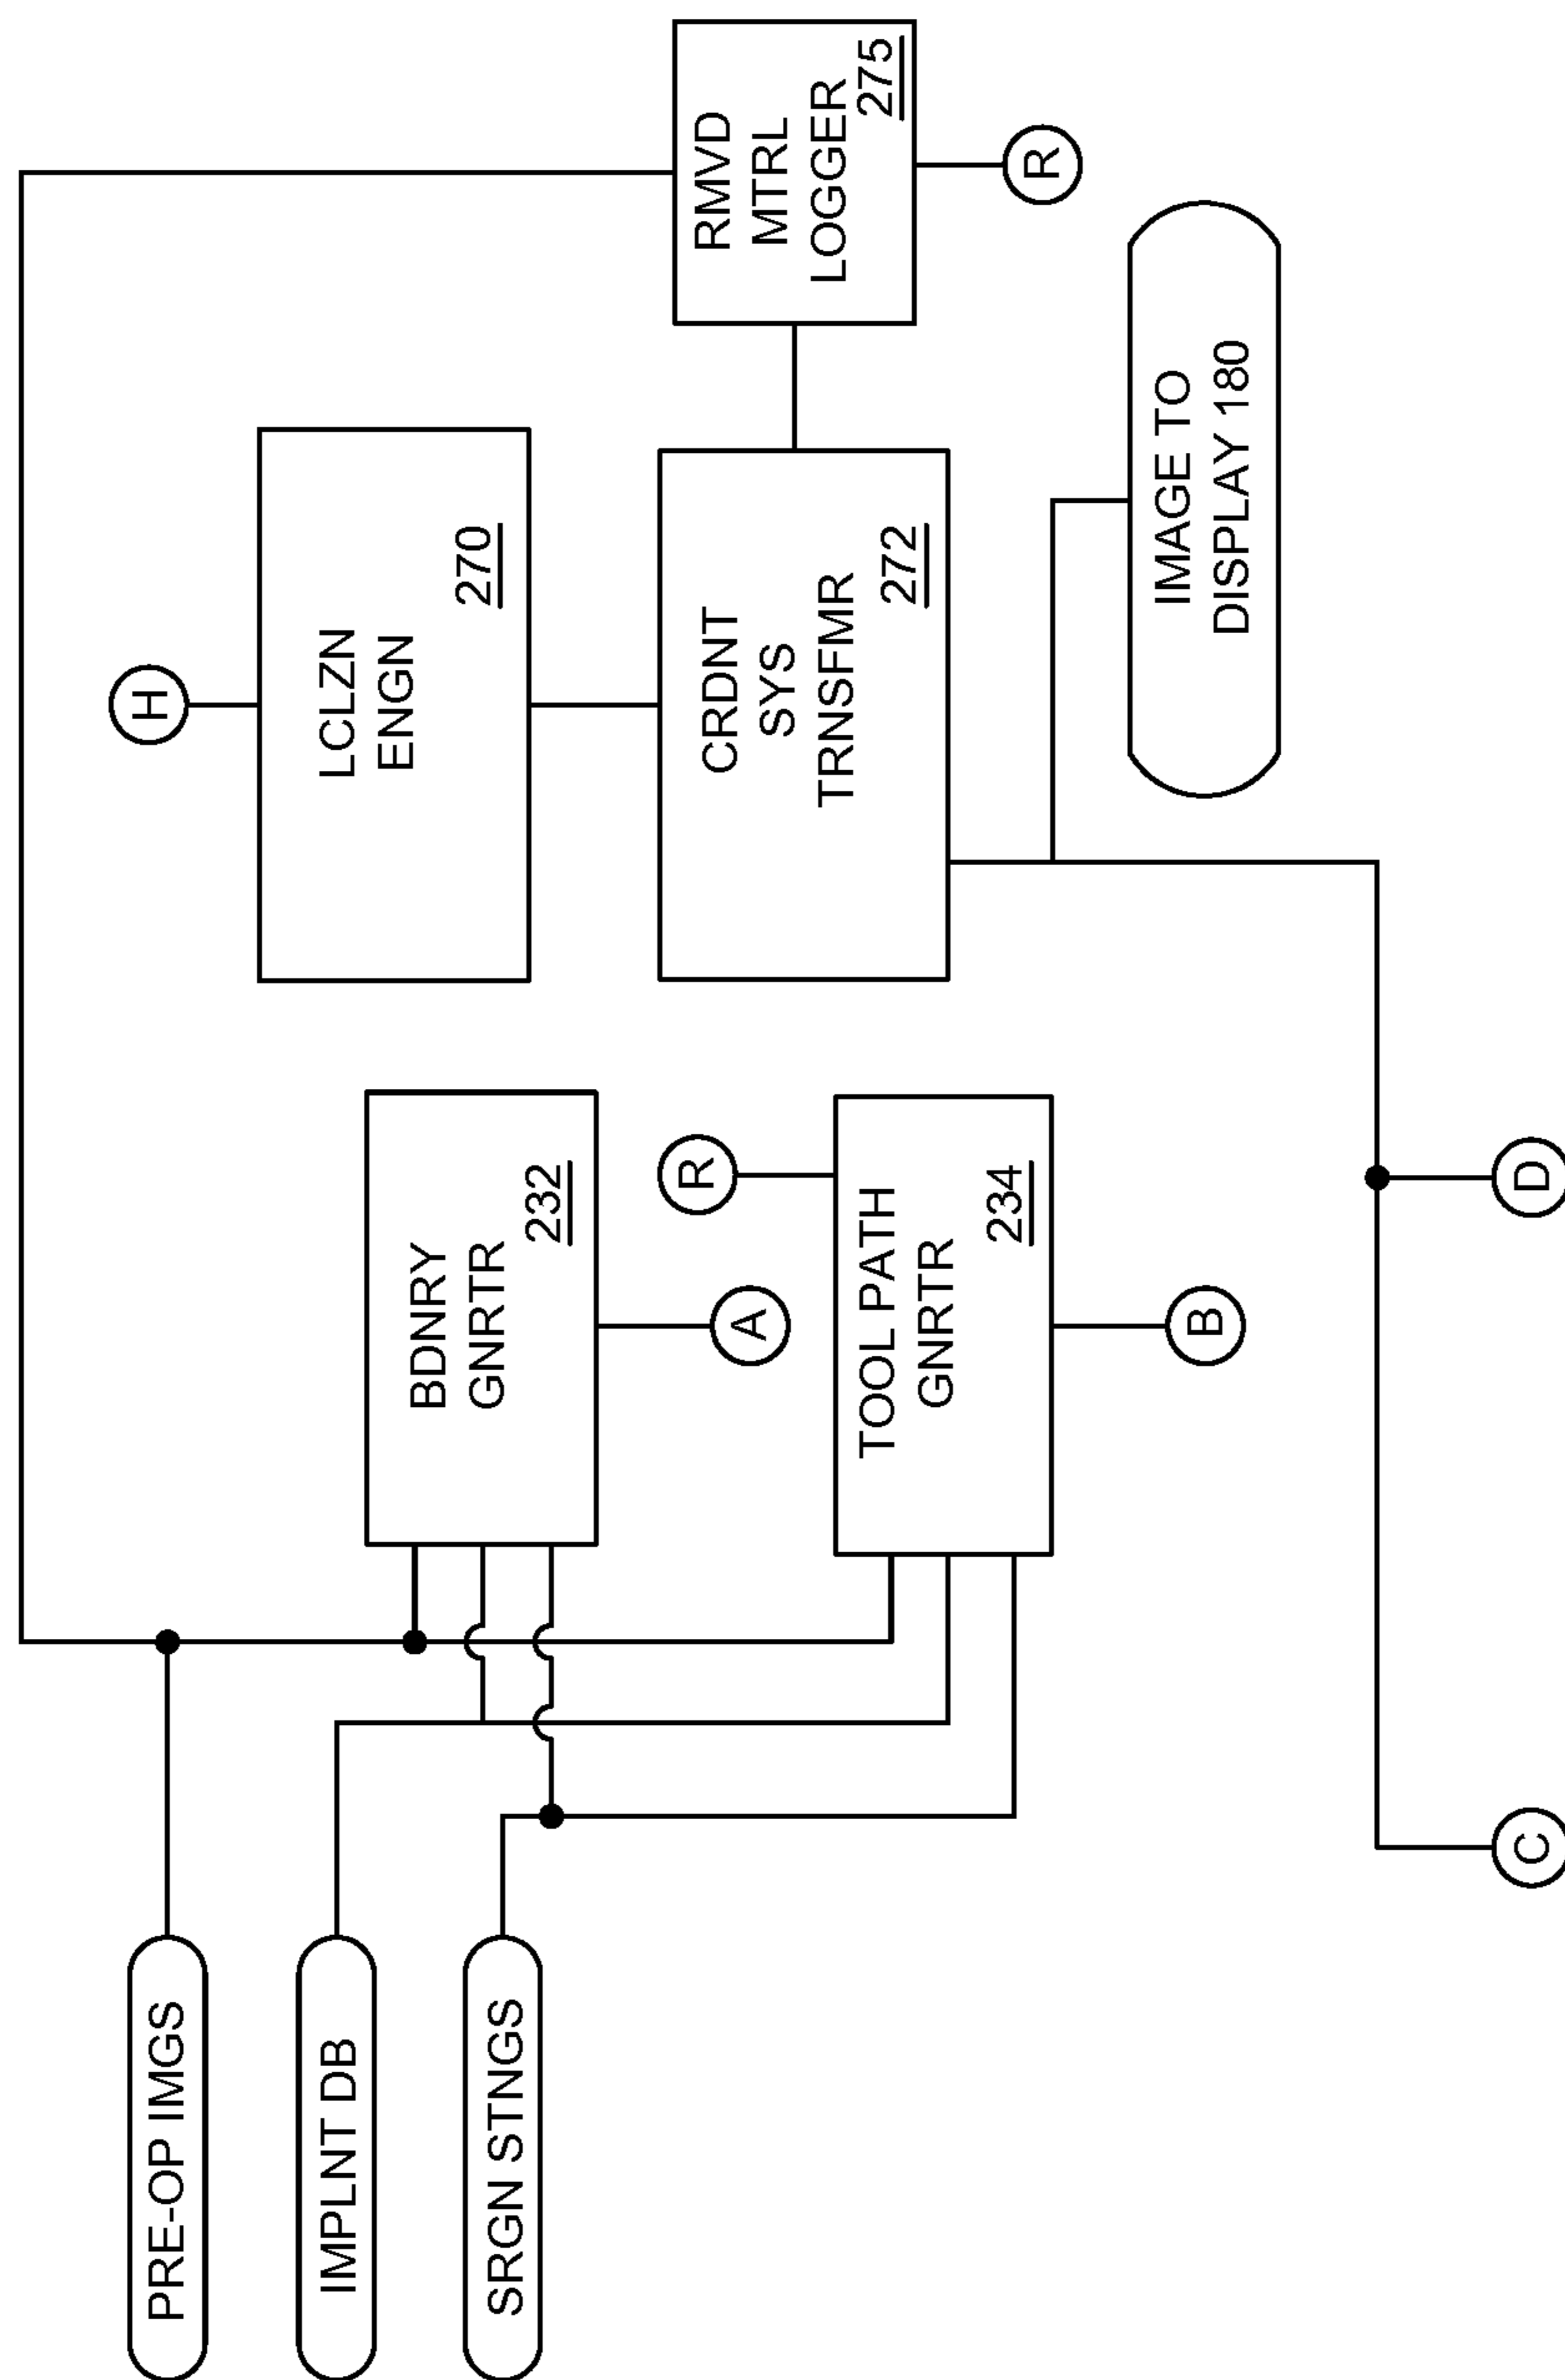 PRE-OP IMGS
IMPLNT DB
SRGN STNGS
BDNRY
GNRTR
232
A
R
TOOL PATH
GNRTR
234
B
H
LCLZN
ENGN
270
CRDNT
SYS
TRNSFMR
272
RMVD
MTRL
LOGGER
275
R
IMAGE TO
DISPLAY 180
C
D